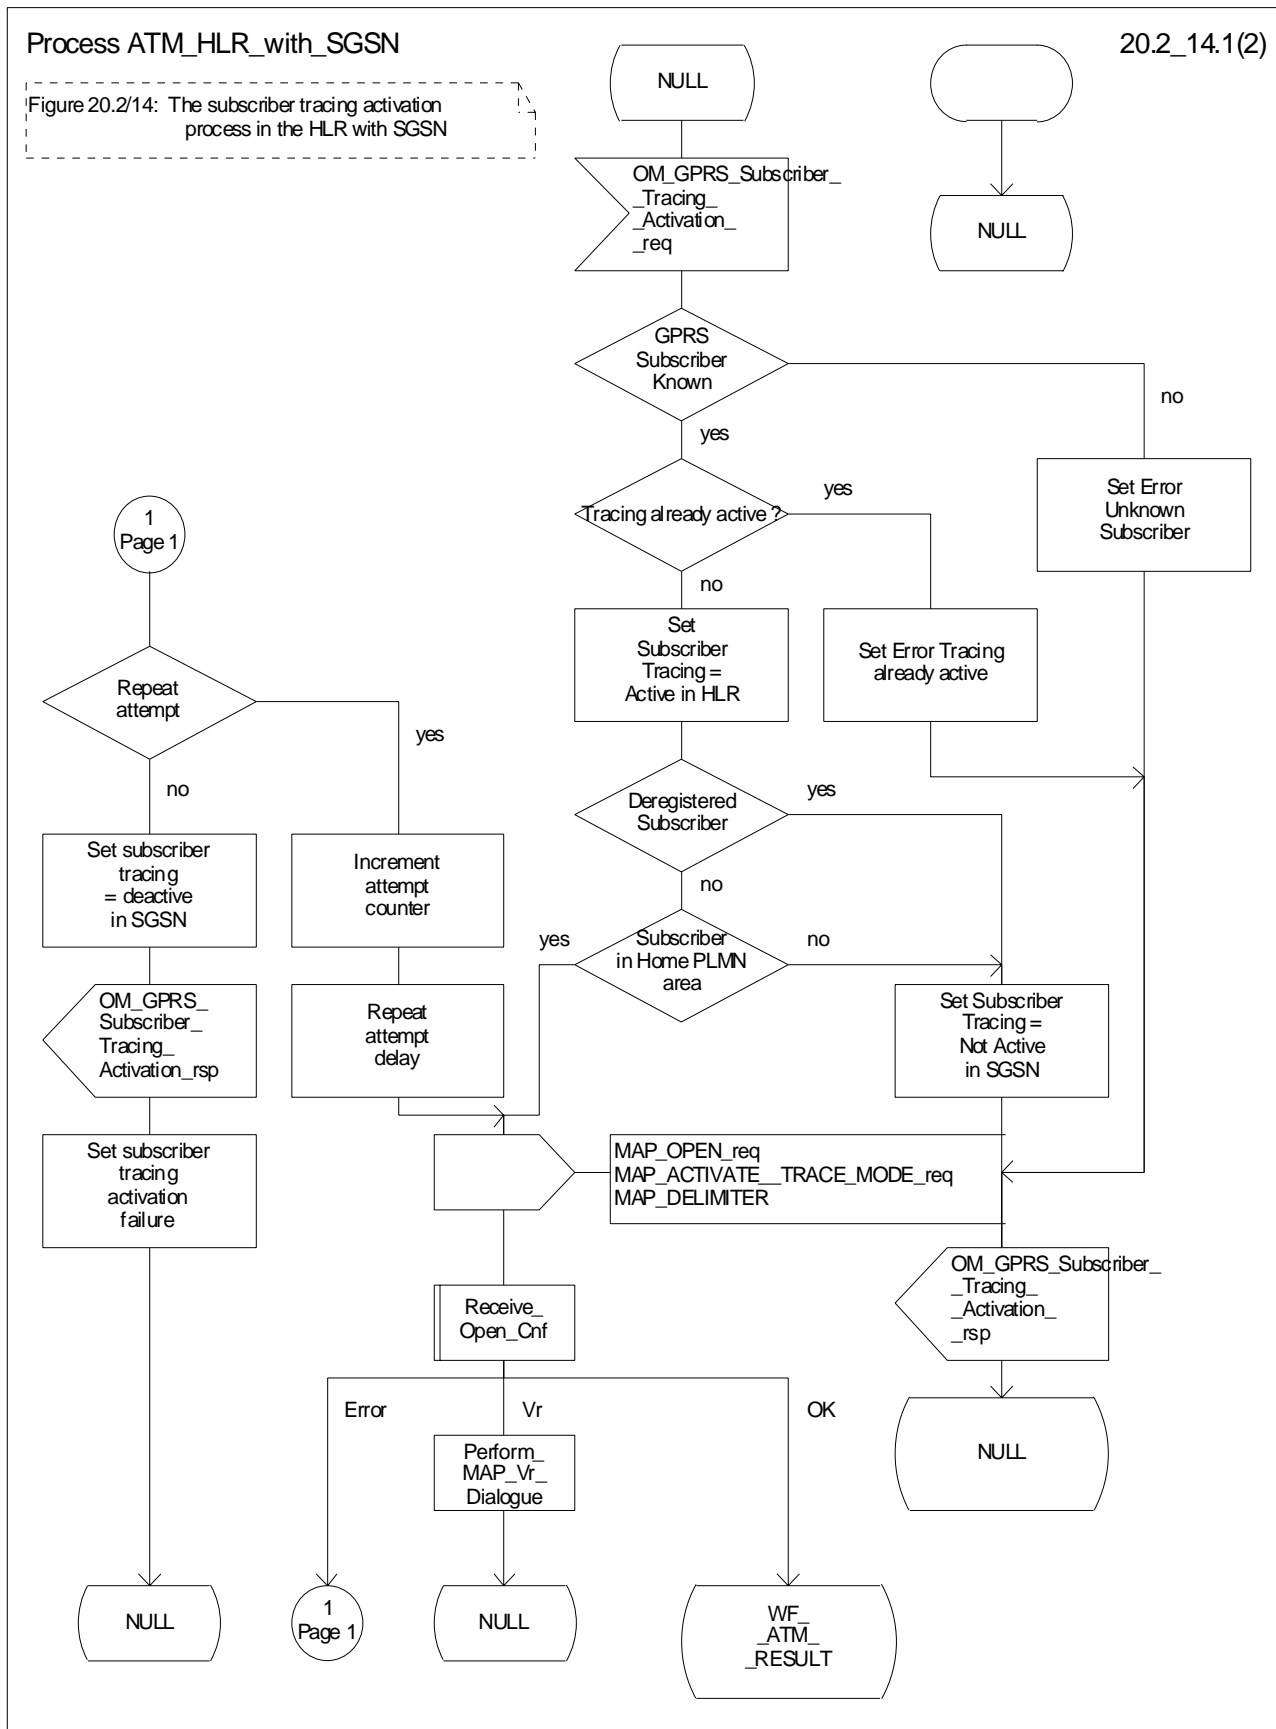 Process ATM_HLR_with_SGSN
20.2_14.1(2)
Figure 20.2/14: The subscriber tracing activation
process in the HLR with SGSN
NULL
OM_GPRS_Subscriber_
_Tracing_
_Activation_
_req
NULL
GPRS
Subscriber
Known
no
yes
Set Error
Unknown
Subscriber
Tracing already active ?
yes
no
1
Page 1
Set
Subscriber
Tracing =
Active in HLR
Set Error Tracing
already active
Repeat
attempt
yes
no
Deregistered
Subscriber
yes
no
Set subscriber
tracing
= deactive
in SGSN
Increment
attempt
counter
Subscriber
in Home PLMN
area
yes
no
OM_GPRS_
Subscriber_
Tracing_
Activation_rsp
Repeat
attempt
delay
Set Subscriber
Tracing =
Not Active
in SGSN
Set subscriber
tracing
activation
failure
MAP_OPEN_req
MAP_ACTIVATE__TRACE_MODE_req
MAP_DELIMITER
OM_GPRS_Subscriber_
_Tracing_
_Activation_
_rsp
Receive_
Open_Cnf
Error
Vr
OK
NULL
Perform_
MAP_Vr_
Dialogue
NULL
1
Page 1
NULL
WF_
_ATM_
_RESULT